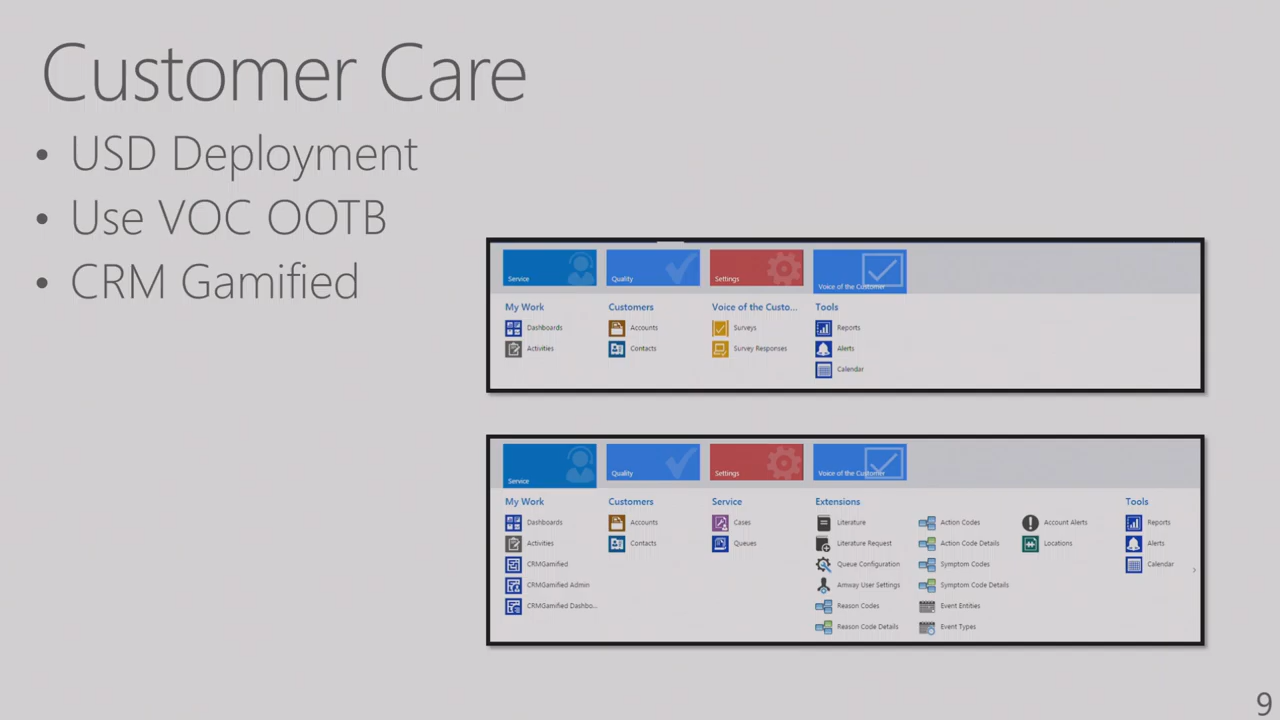 Customer Care
• USD Deployment
• Use VOC OOTB
• CRM Gamified
Service Quality Settings Voice of the Customer
My Work Customers Voice of the Custo... Tools
Dashboards Accounts Surveys Reports
Activities Contacts Survey Responses Alerts
Calendar
Service Quality Settings Voice of the Customer
My Work Customers Service Extensions Tools
Dashboards Accounts Cases Literature Action Codes Account Alerts Reports
Activities Contacts Queues Literature Request Action Code Details Locations Alerts
CRMGamified Queue Configuration Symptom Codes Calendar
CRMGamified Admin Amway User Settings Symptom Code Details
CRMGamified Dashbo... Reason Codes Event Entities
Reason Code Details Event Types
9